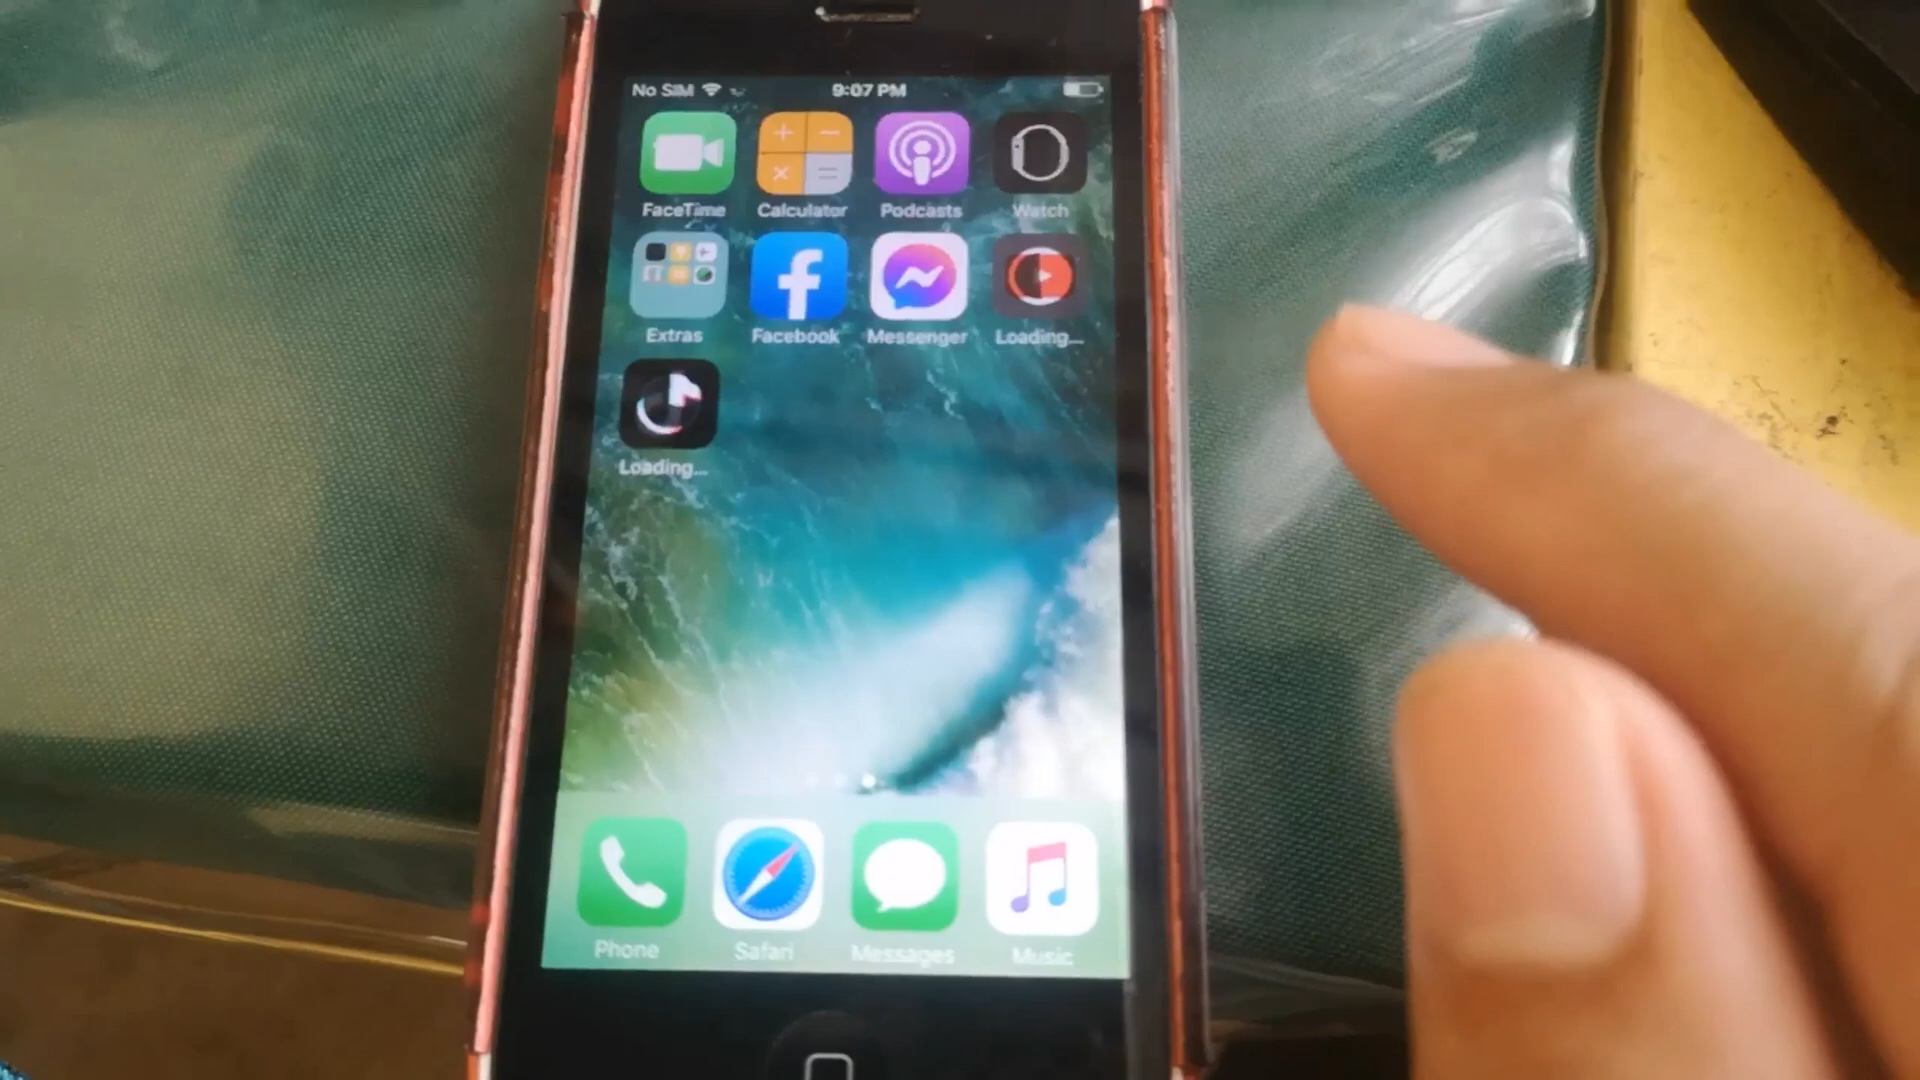 No SIM 9:07 PM
FaceTime Calculator Podcasts Watch
Extras Facebook Messenger Loading...
Loading...
Phone Safari Messages Music